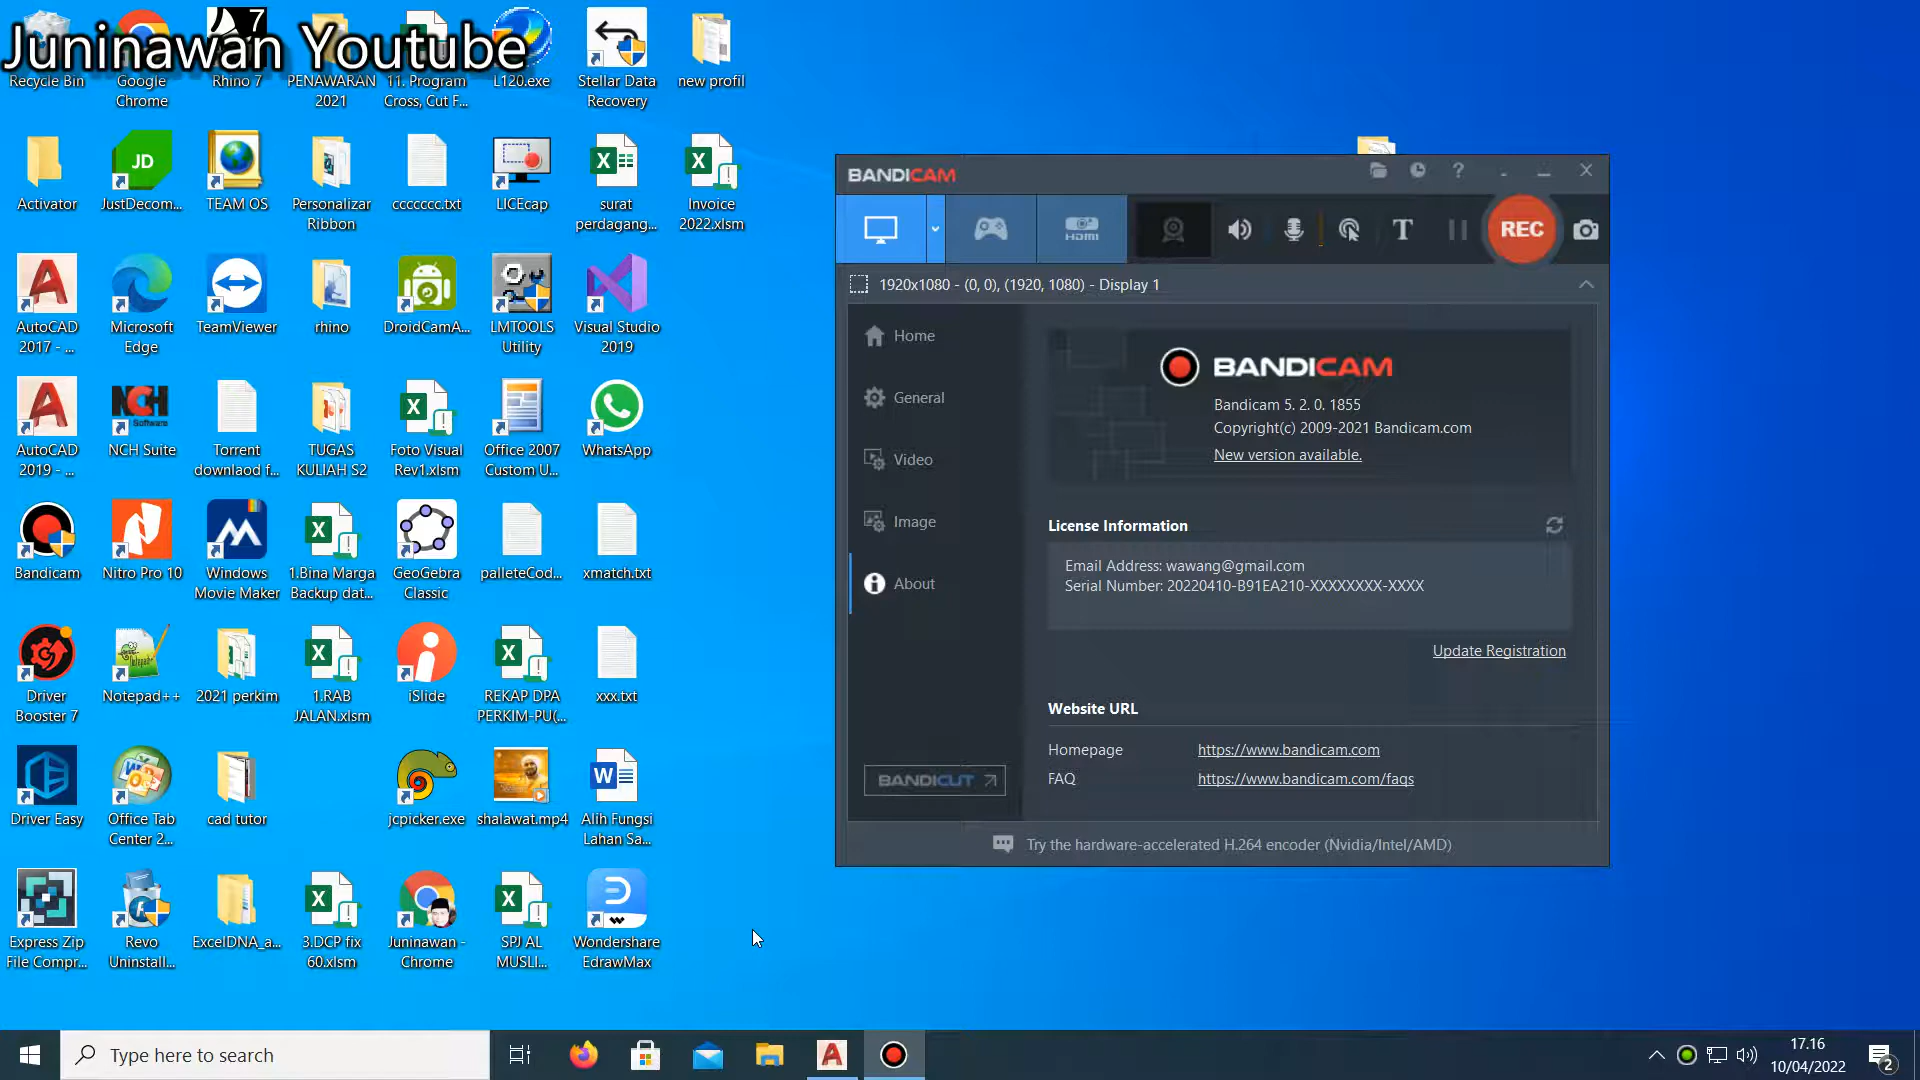 Juninawan Youtube
Recycle Bin
Google
Chrome
7
Rhino 7
PENAWARAN
2021
11. Program
Cross, Cut F...
L120.exe
Stellar Data
Recovery
new profil
Activator
JD
JustDecom...
TEAM OS
Personalizar
Ribbon
ccccccc.txt
LICEcap
surat
perdagang...
Invoice
2022.xlsm
AutoCAD
2017 - ...
Microsoft
Edge
TeamViewer
rhino
DroidCamA...
LMTOOLS
Utility
Visual Studio
2019
AutoCAD
2019 - ...
NCH
Software
NCH Suite
Torrent
downlaod f...
TUGAS
KULIAH S2
Foto Visual
Rev1.xlsm
Office 2007
Custom U...
WhatsApp
Bandicam
Nitro Pro 10
Windows
Movie Maker
1.Bina Marga
Backup dat...
GeoGebra
Classic
palleteCod...
xmatch.txt
Driver
Booster 7
Notepad++
2021 perkim
1.RAB
JALAN.xlsm
iSlide
REKAP DPA
PERKIM-PU(...
xxx.txt
Driver Easy
Office Tab
Center 2...
cad tutor
jcpicker.exe
shalawat.mp4
Alih Fungsi
Lahan Sa...
Express Zip
File Compr...
Revo
Uninstall...
ExcelDNA_a...
3.DCP fix
60.xlsm
Juninawan -
Chrome
SPJ AL
MUSLI...
Wondershare
EdrawMax
BANDICAM
HDMI
T
REC
1920x1080 - (0, 0), (1920, 1080) - Display 1
Home
General
Video
Image
About
BANDICUT
BANDICAM
Bandicam 5. 2. 0. 1855
Copyright(c) 2009-2021 Bandicam.com
New version available.
License Information
Email Address: wawang@gmail.com
Serial Number: 20220410-B91EA210-XXXXXXXX-XXXX
Update Registration
Website URL
Homepage https://www.bandicam.com
FAQ https://www.bandicam.com/faqs
Try the hardware-accelerated H.264 encoder (Nvidia/Intel/AMD)
Type here to search
17.16
10/04/2022
2